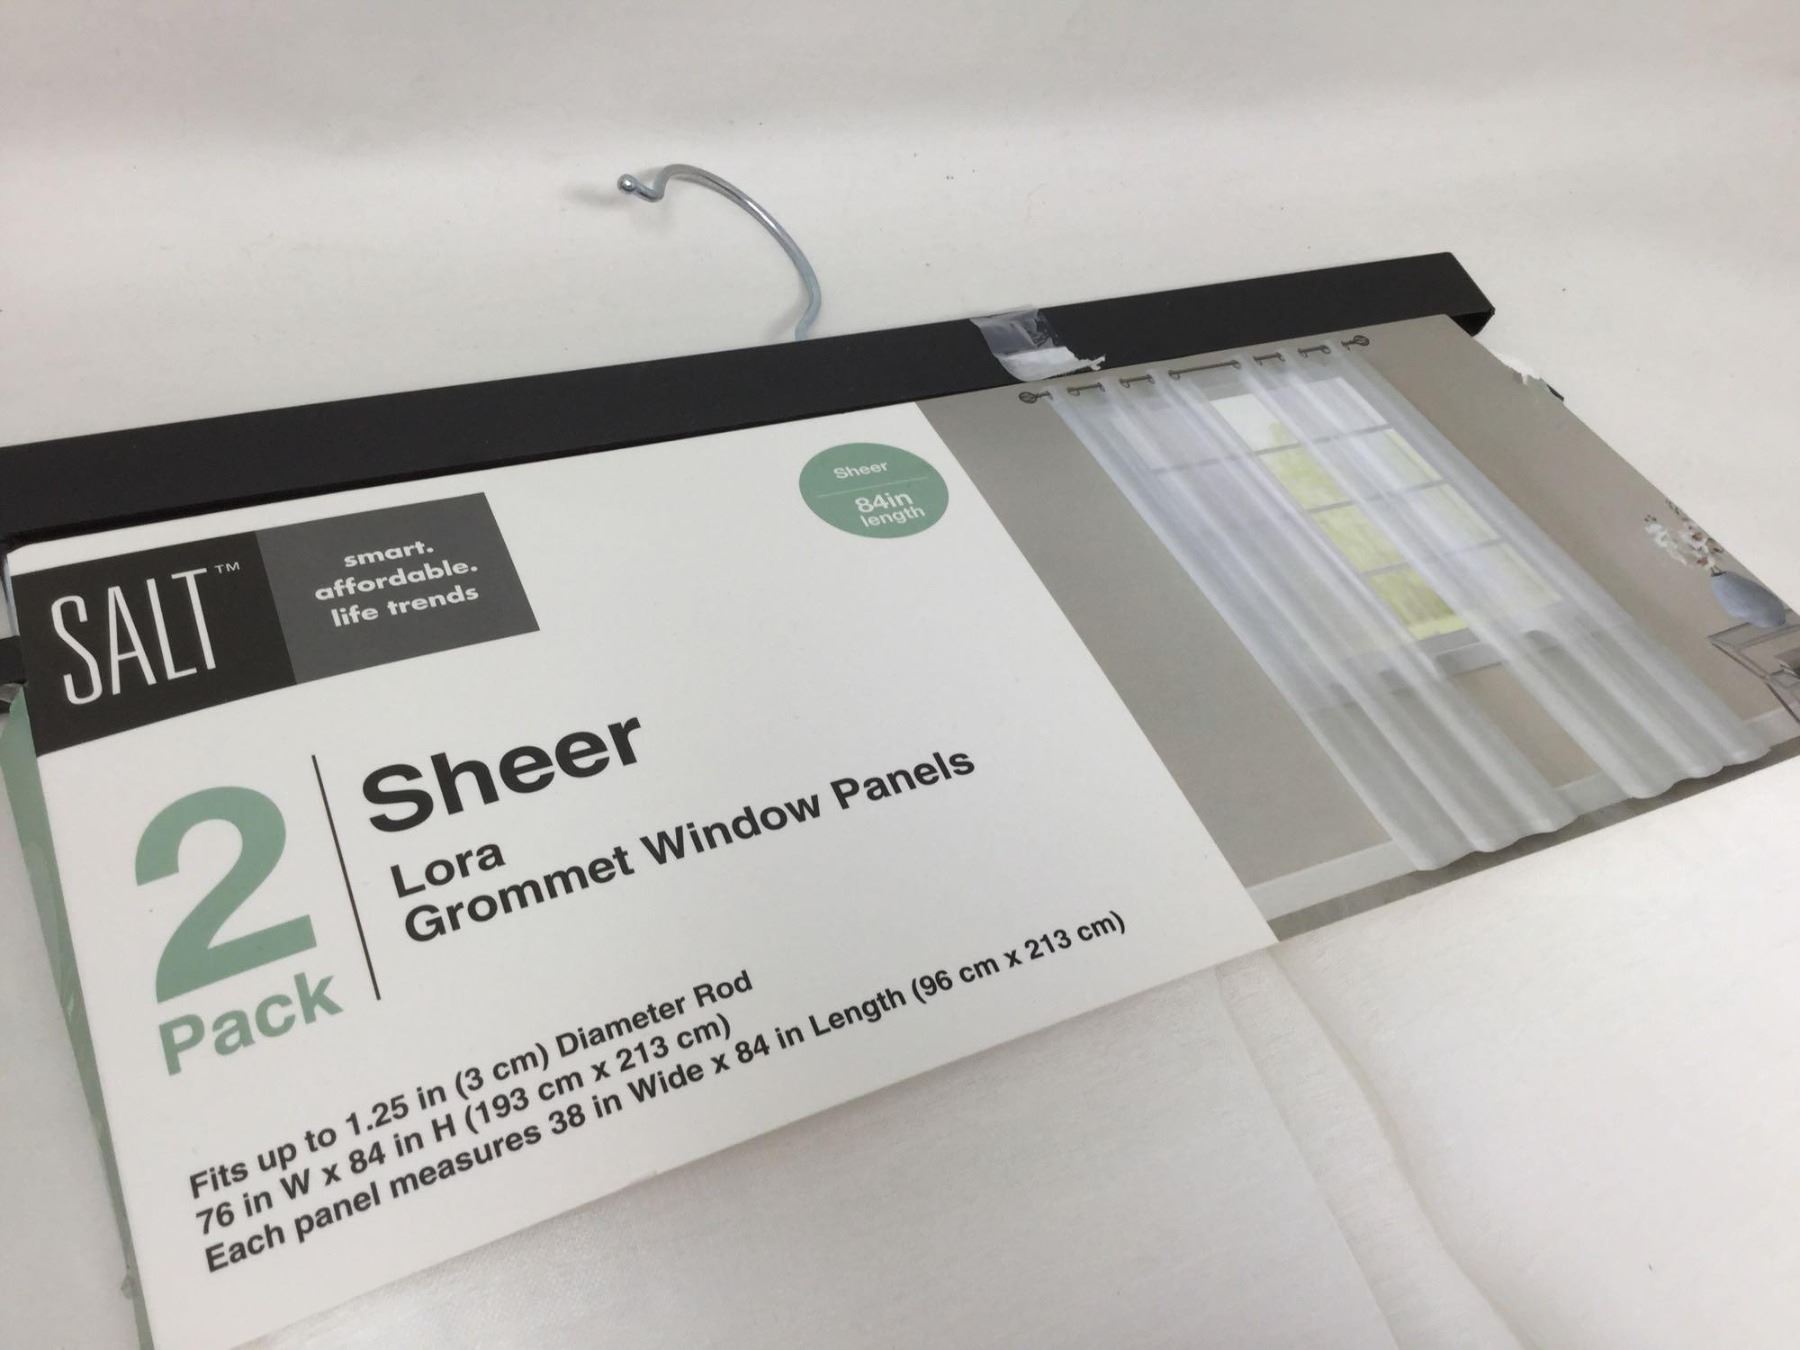 SALT™
smart.
affordable.
life trends
Sheer
84in
length
2
Pack
Sheer
Lora
Grommet Window Panels
Fits up to 1.25 in (3 cm) Diameter Rod
76 in W x 84 in H (193 cm x 213 cm)
Each panel measures 38 in Wide x 84 in Length (96 cm x 213 cm)